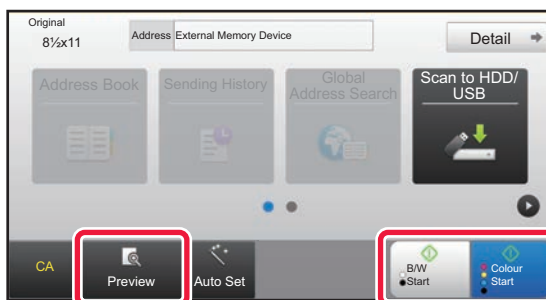 Original
8½x11
Address External Memory Device
Detail
Address Book
Sending History
Global
Address Search
Scan to HDD/
USB
CA
Preview
Auto Set
B/W
Start
Colour
Start